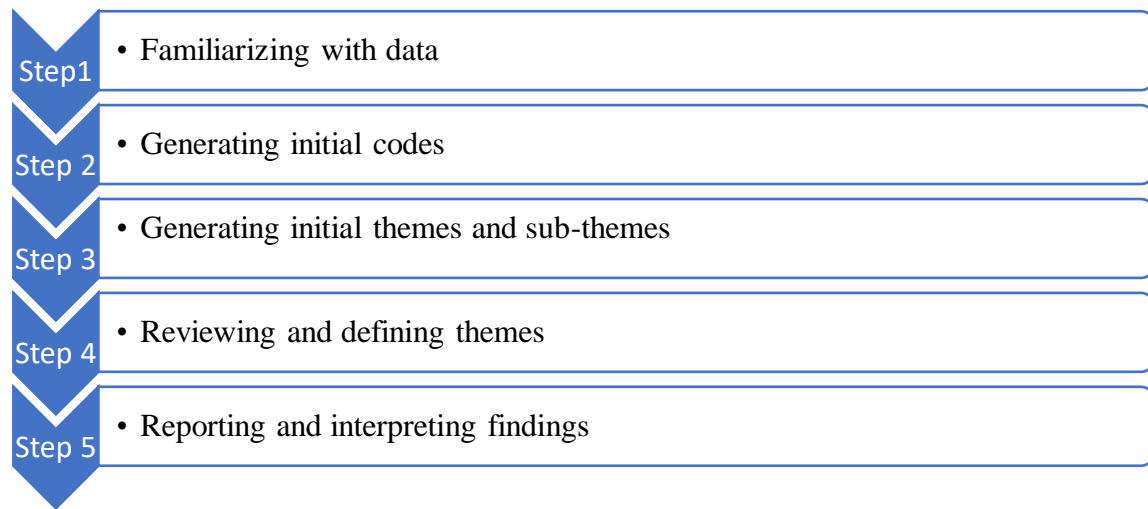 Step1
• Familiarizing with data
Step 2
• Generating initial codes
Step 3
• Generating initial themes and sub-themes
Step 4
• Reviewing and defining themes
Step 5
• Reporting and interpreting findings